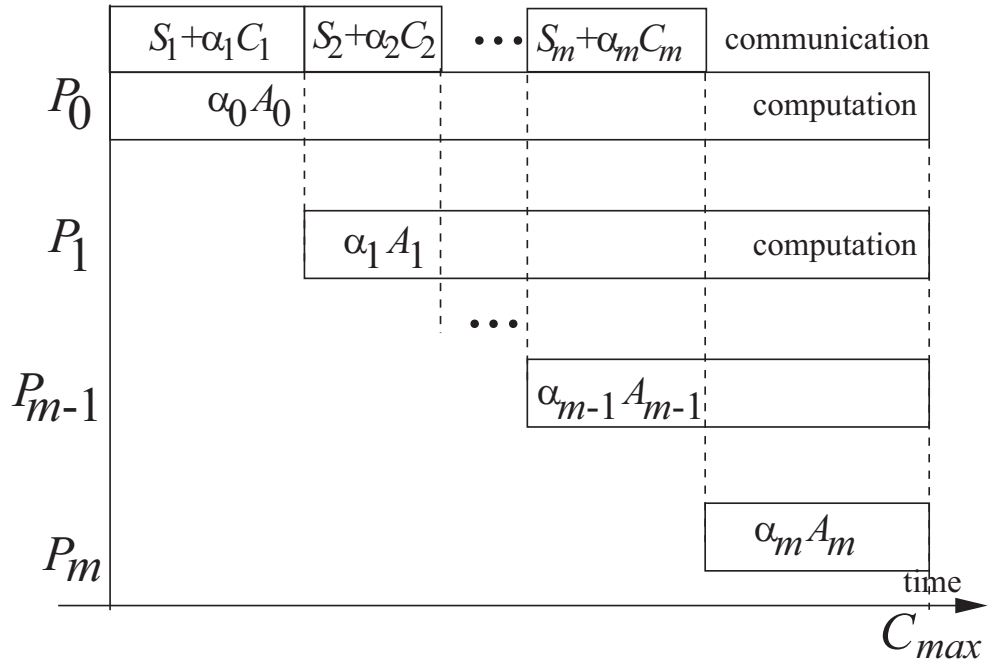 S₁+α₁C₁ S₂+α₂C₂ ••• Sₘ+αₘCₘ communication
P₀ α₀A₀ computation
P₁ α₁A₁ computation
•••
Pₘ₋₁ αₘ₋₁Aₘ₋₁
Pₘ αₘAₘ
time
Cₘₐₓ